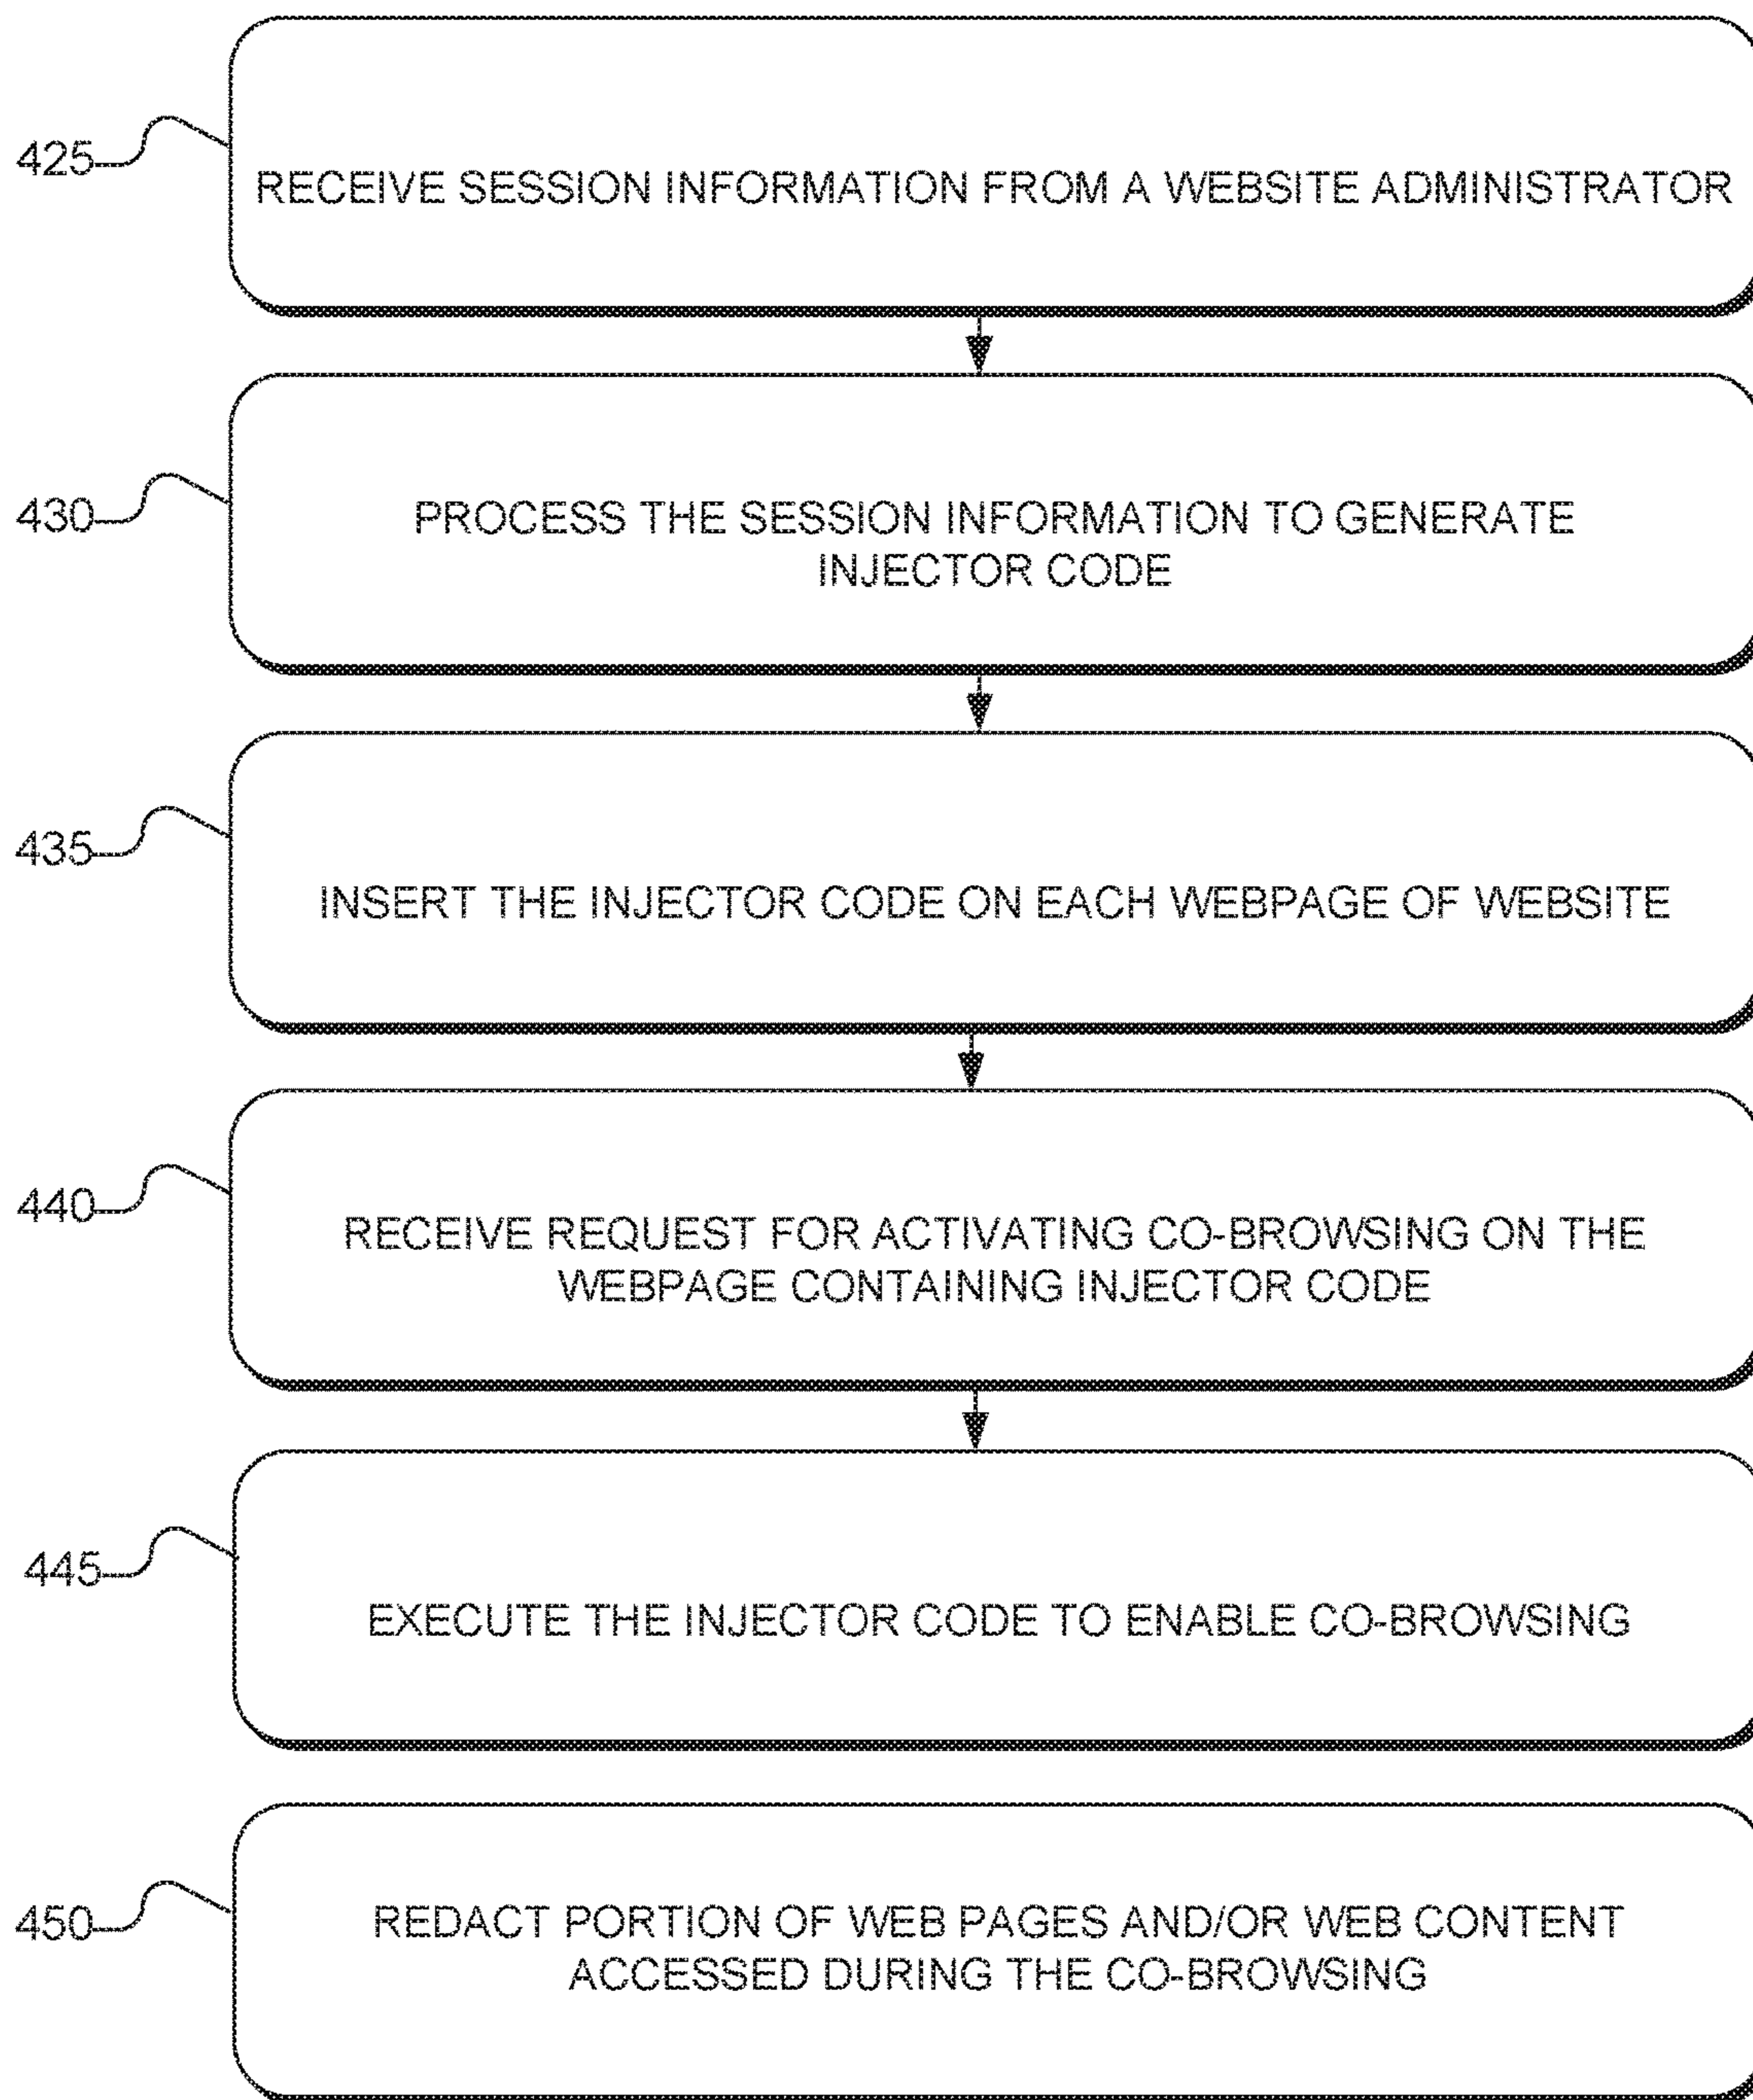 425
RECEIVE SESSION INFORMATION FROM A WEBSITE ADMINISTRATOR
430
PROCESS THE SESSION INFORMATION TO GENERATE
INJECTOR CODE
435
INSERT THE INJECTOR CODE ON EACH WEBPAGE OF WEBSITE
440
RECEIVE REQUEST FOR ACTIVATING CO-BROWSING ON THE
WEBPAGE CONTAINING INJECTOR CODE
445
EXECUTE THE INJECTOR CODE TO ENABLE CO-BROWSING
450
REDACT PORTION OF WEB PAGES AND/OR WEB CONTENT
ACCESSED DURING THE CO-BROWSING